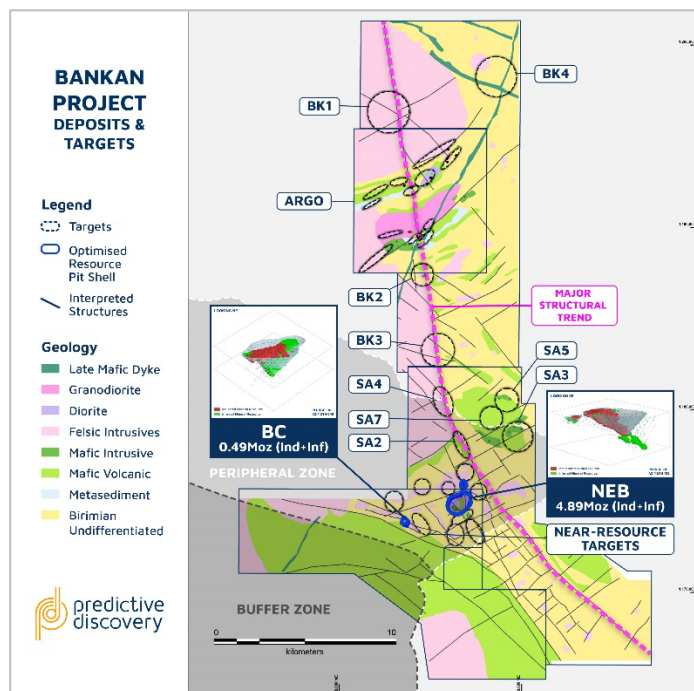 BANKAN
PROJECT
DEPOSITS &
TARGETS
Legend
Targets
Optimised
Resource
Pit Shell
Interpreted
Structures
Geology
Late Mafic Dyke
Granodiorite
Diorite
Felsic Intrusives
Mafic Intrusive
Mafic Volcanic
Metasediment
Birimian
Undifferentiated
predictive
discovery
BK4
BK1
ARGO
BK2
MAJOR
STRUCTURAL
TREND
BK3
SA5
SA3
SA4
SA7
SA2
BC
0.49Moz (Ind+Inf)
PERIPHERAL ZONE
NEB
4.89Moz (Ind+Inf)
NEAR-RESOURCE
TARGETS
BUFFER ZONE
0 10
kilometers